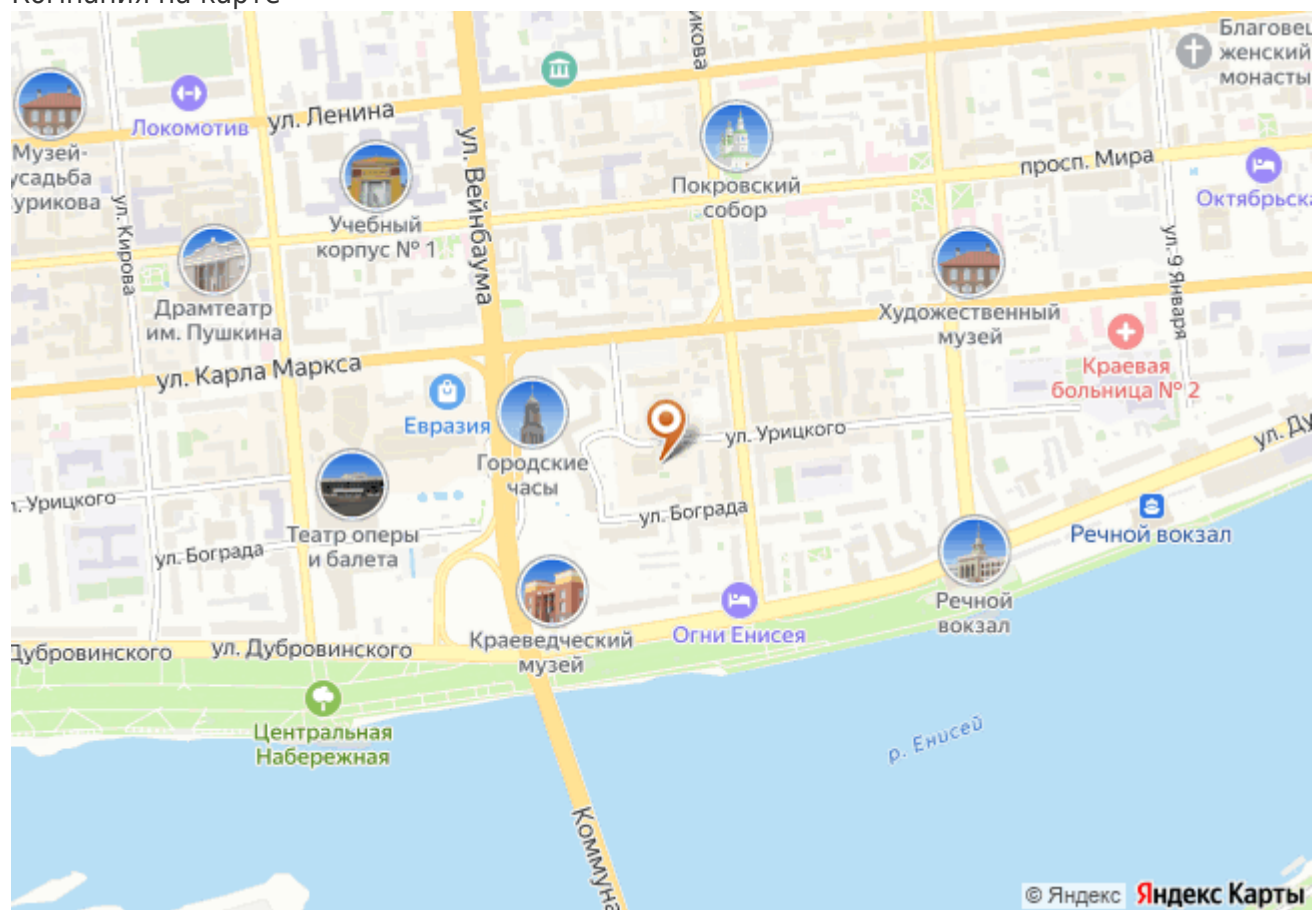 Компания на карте
икова
Благовещ
женский
монасты
Локомотив
ул. Ленина
ул. Вейнбаума
Музей-
усадьба
урикова
ул. Кирова
Учебный
корпус № 1
Покровский
собор
просп. Мира
Октябрьска
ул. 9 Января
Драмтеатр
им. Пушкина
Художественный
музей
ул. Карла Маркса
Краевая
больница № 2
Евразия
Городские
часы
ул. Урицкого
ул. Ду
л. Урицкого
ул. Бограда
Театр оперы
и балета
ул. Бограда
Речной вокзал
Речной
вокзал
Огни Енисея
Краеведческий
музей
Дубровинского
ул. Дубровинского
Центральная
Набережная
р. Енисей
Коммуна
© Яндекс Яндекс Карты